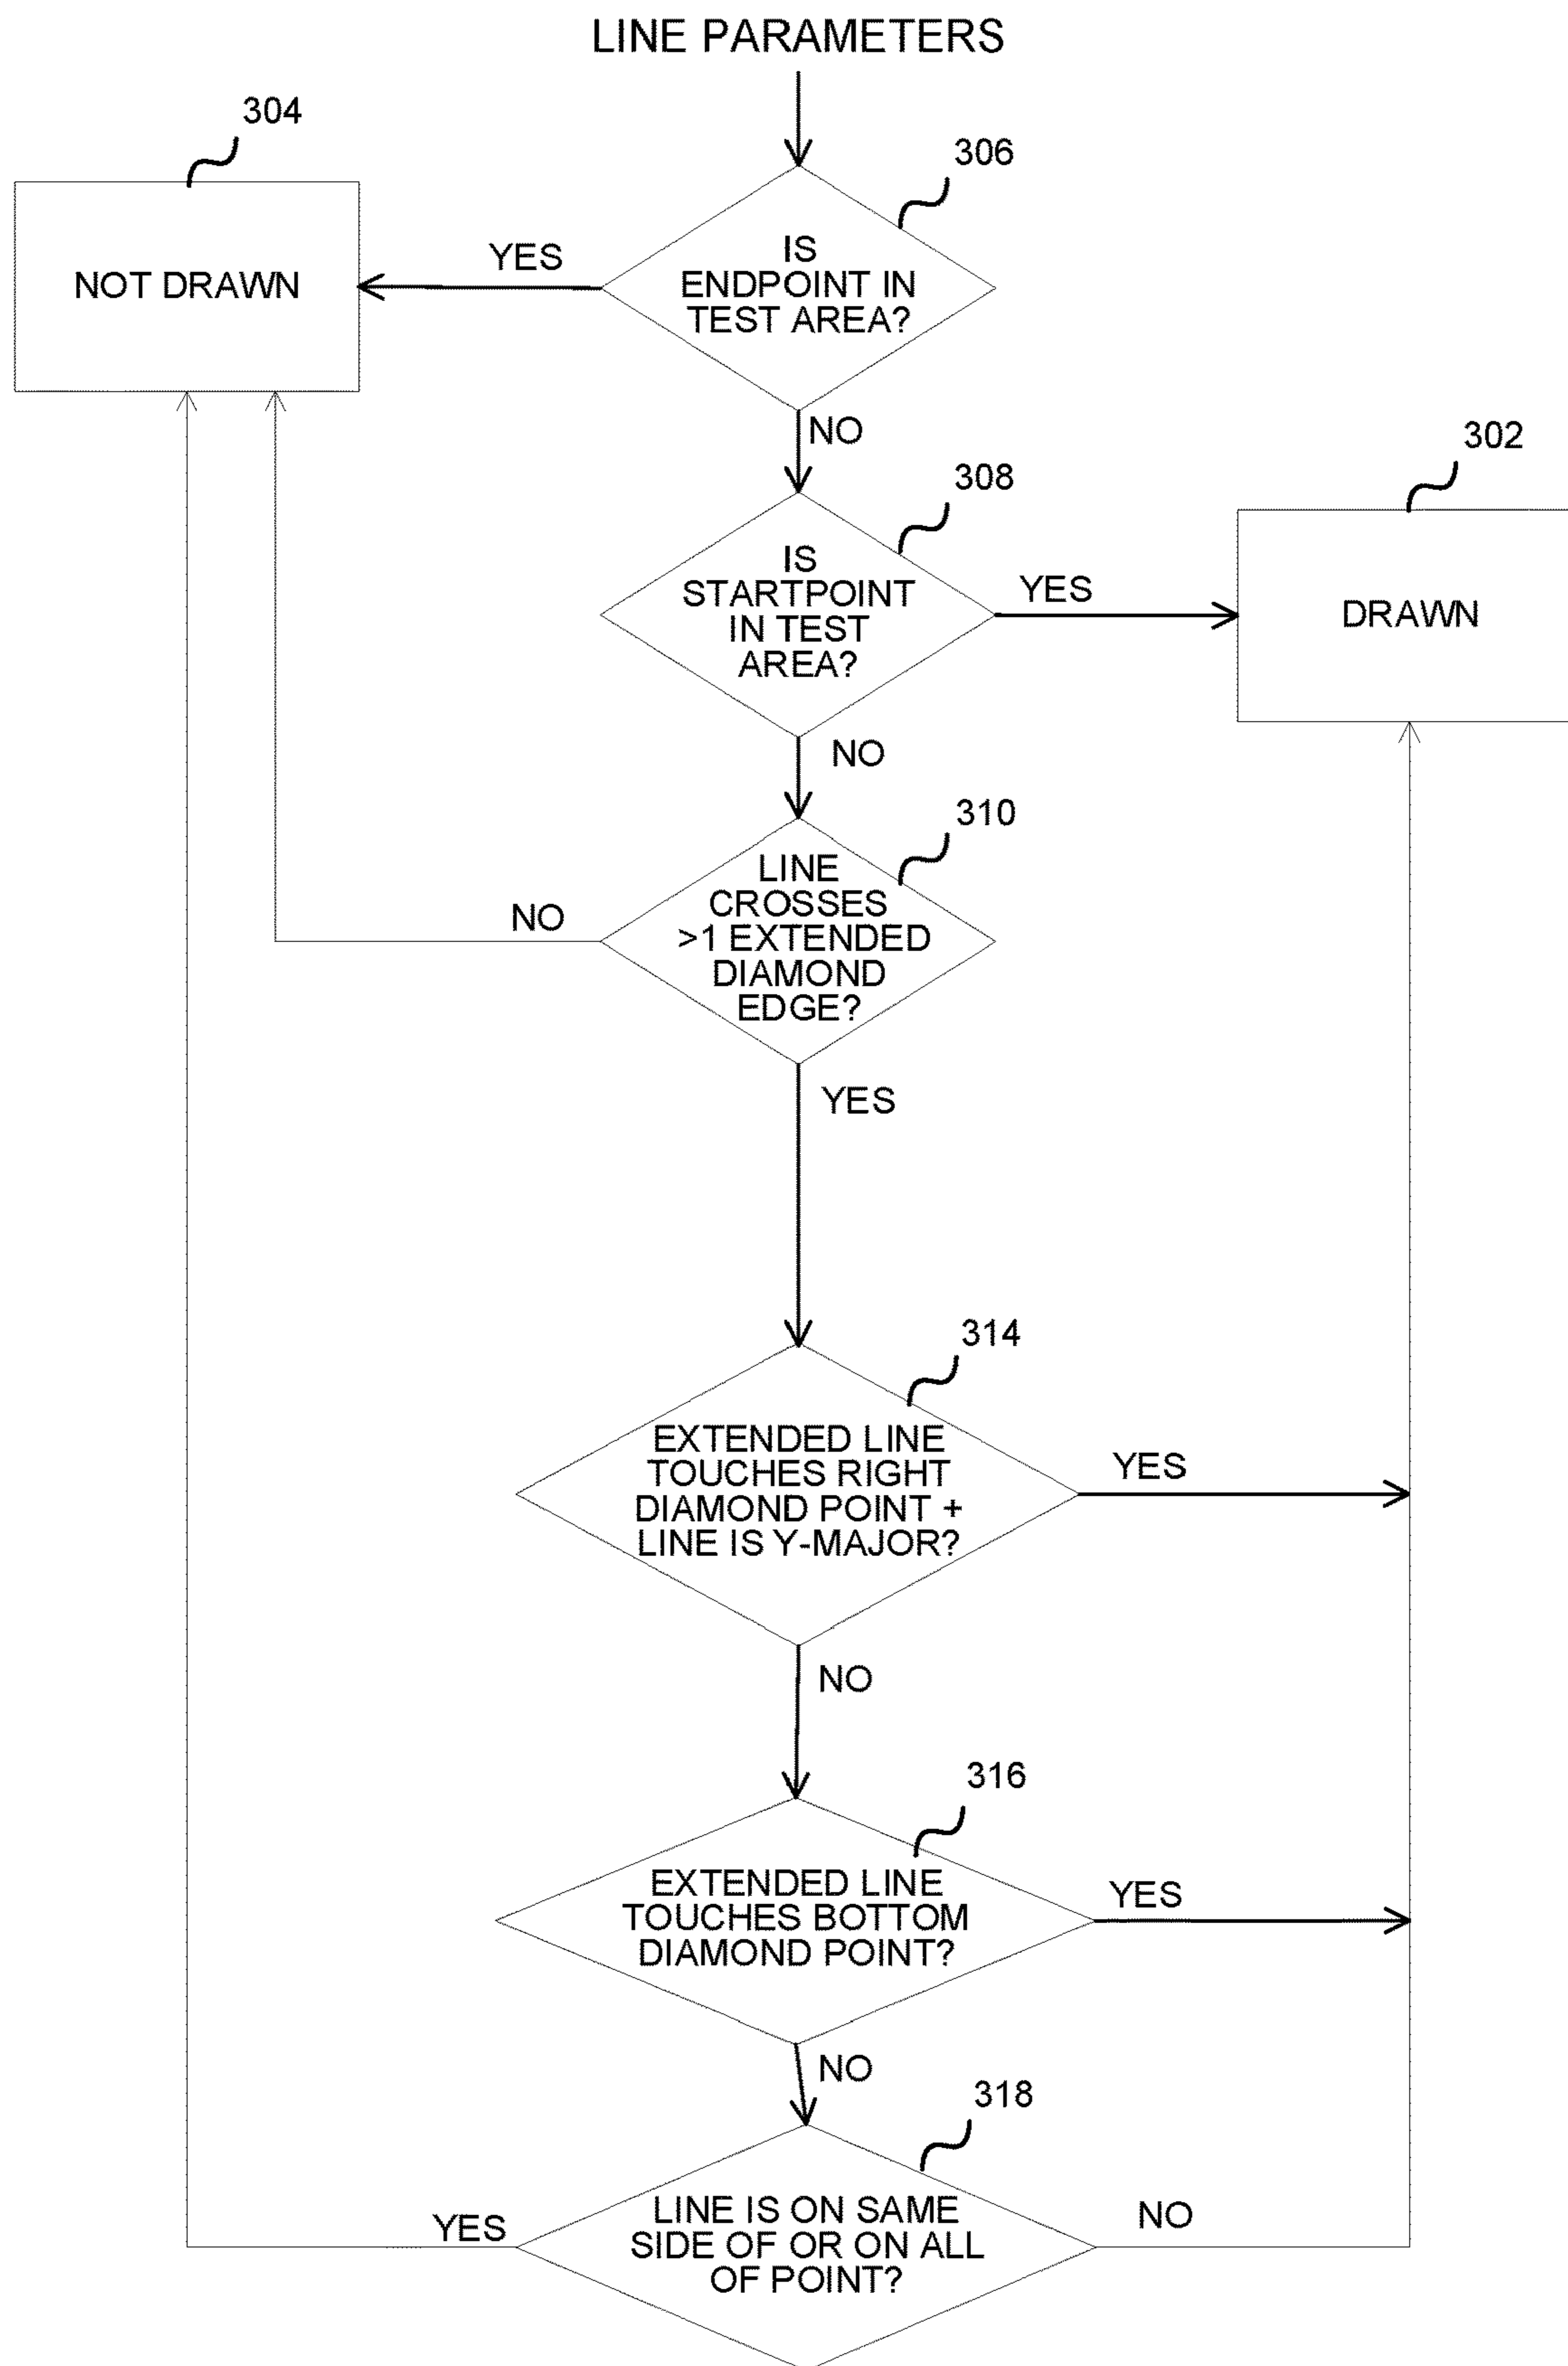 LINE PARAMETERS
304
306
NOT DRAWN
YES
IS
ENDPOINT IN
TEST AREA?
NO
302
308
IS
STARTPOINT
IN TEST
AREA?
YES
DRAWN
NO
310
LINE
CROSSES
>1 EXTENDED
DIAMOND
EDGE?
NO
YES
314
EXTENDED LINE
TOUCHES RIGHT
DIAMOND POINT +
LINE IS Y-MAJOR?
YES
NO
316
EXTENDED LINE
TOUCHES BOTTOM
DIAMOND POINT?
YES
NO
318
LINE IS ON SAME
SIDE OF OR ON ALL
OF POINT?
YES
NO